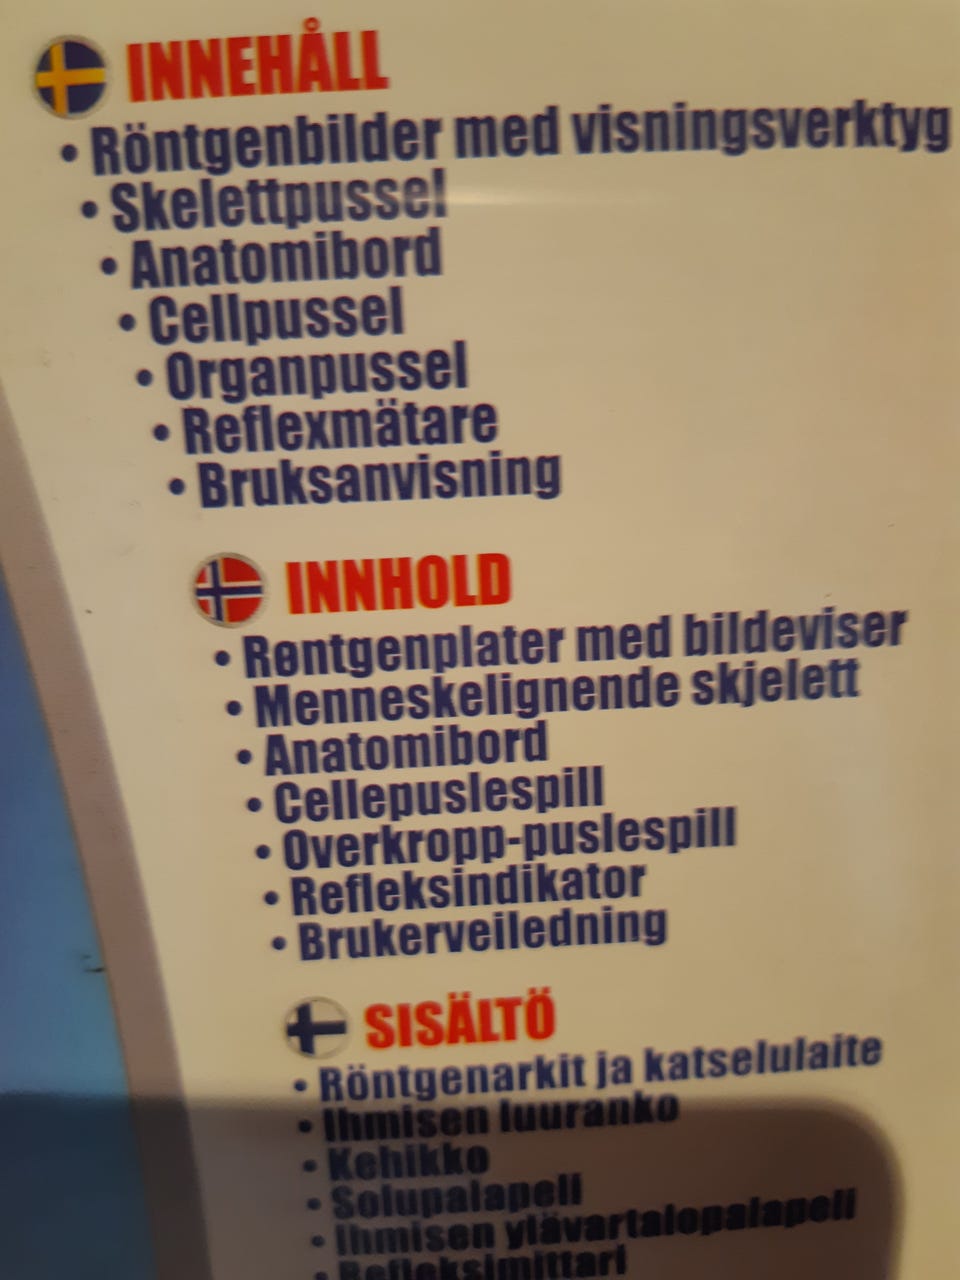 INNEHÅLL
• Röntgenbilder med visningsverktyg
• Skelettpussel
• Anatomibord
• Cellpussel
• Organpussel
• Reflexmätare
• Bruksanvisning
INNHOLD
• Røntgenplater med bildeviser
• Menneskelignende skjelett
• Anatomibord
• Cellepuslespill
• Overkropp-puslespill
• Refleksindikator
• Brukerveiledning
SISÄLTÖ
• Röntgenarkit ja katselulaite
• Ihmisen luuranko
• Kehikko
• Solupalapeli
• Ihmisen ylävartalopalapeli
• Refleksimittari